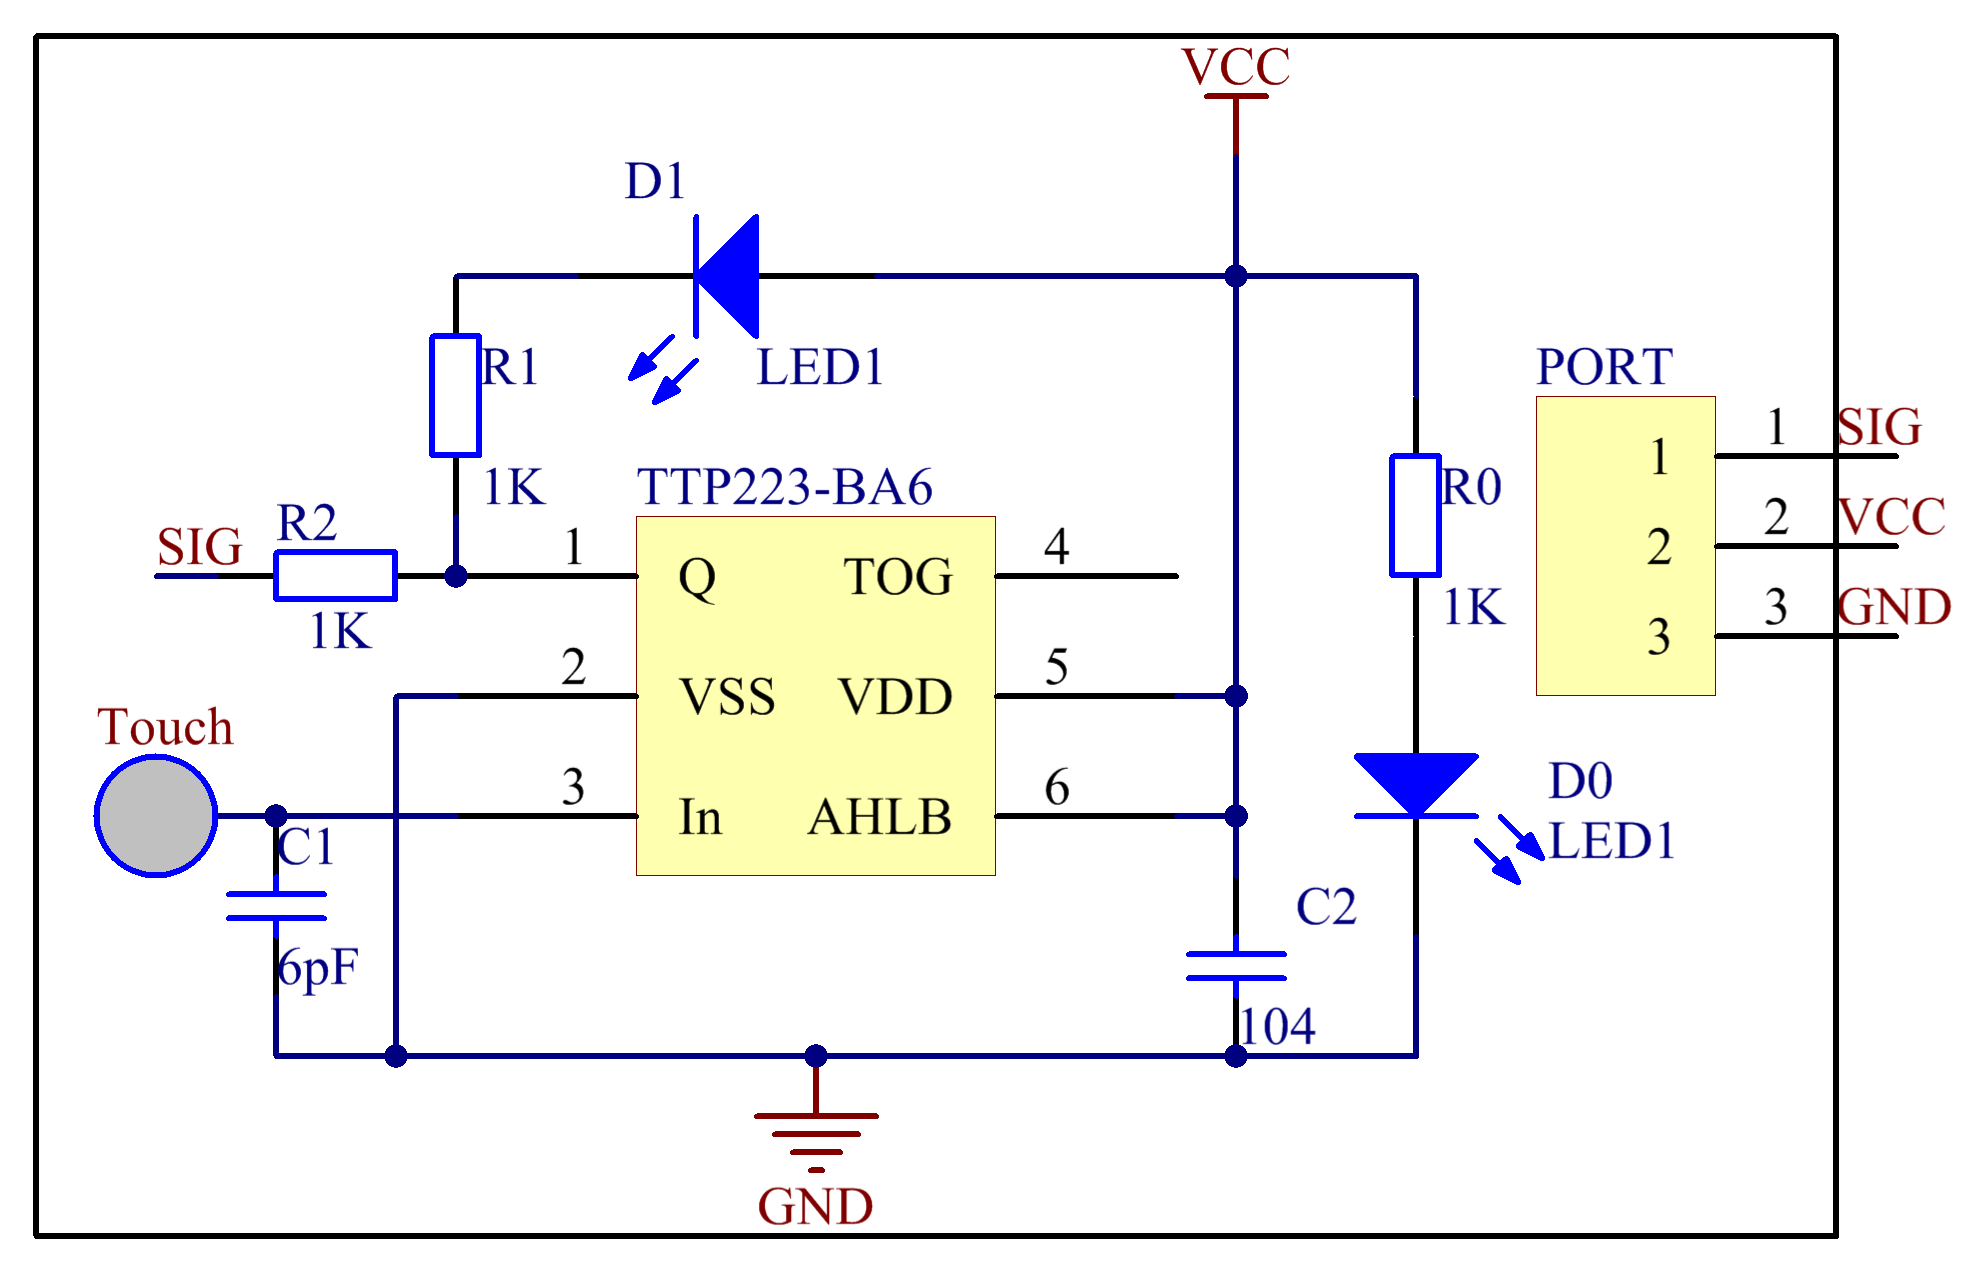 VCC
D1
R1
LED1
PORT
1K
TTP223-BA6
R0
1 1 SIG
2 2 VCC
3 3 GND
R2
SIG
1K
1 Q
TOG 4
1K
2 VSS
VDD 5
3 In
AHLB 6
Touch
C1
6pF
D0
LED1
C2
104
GND